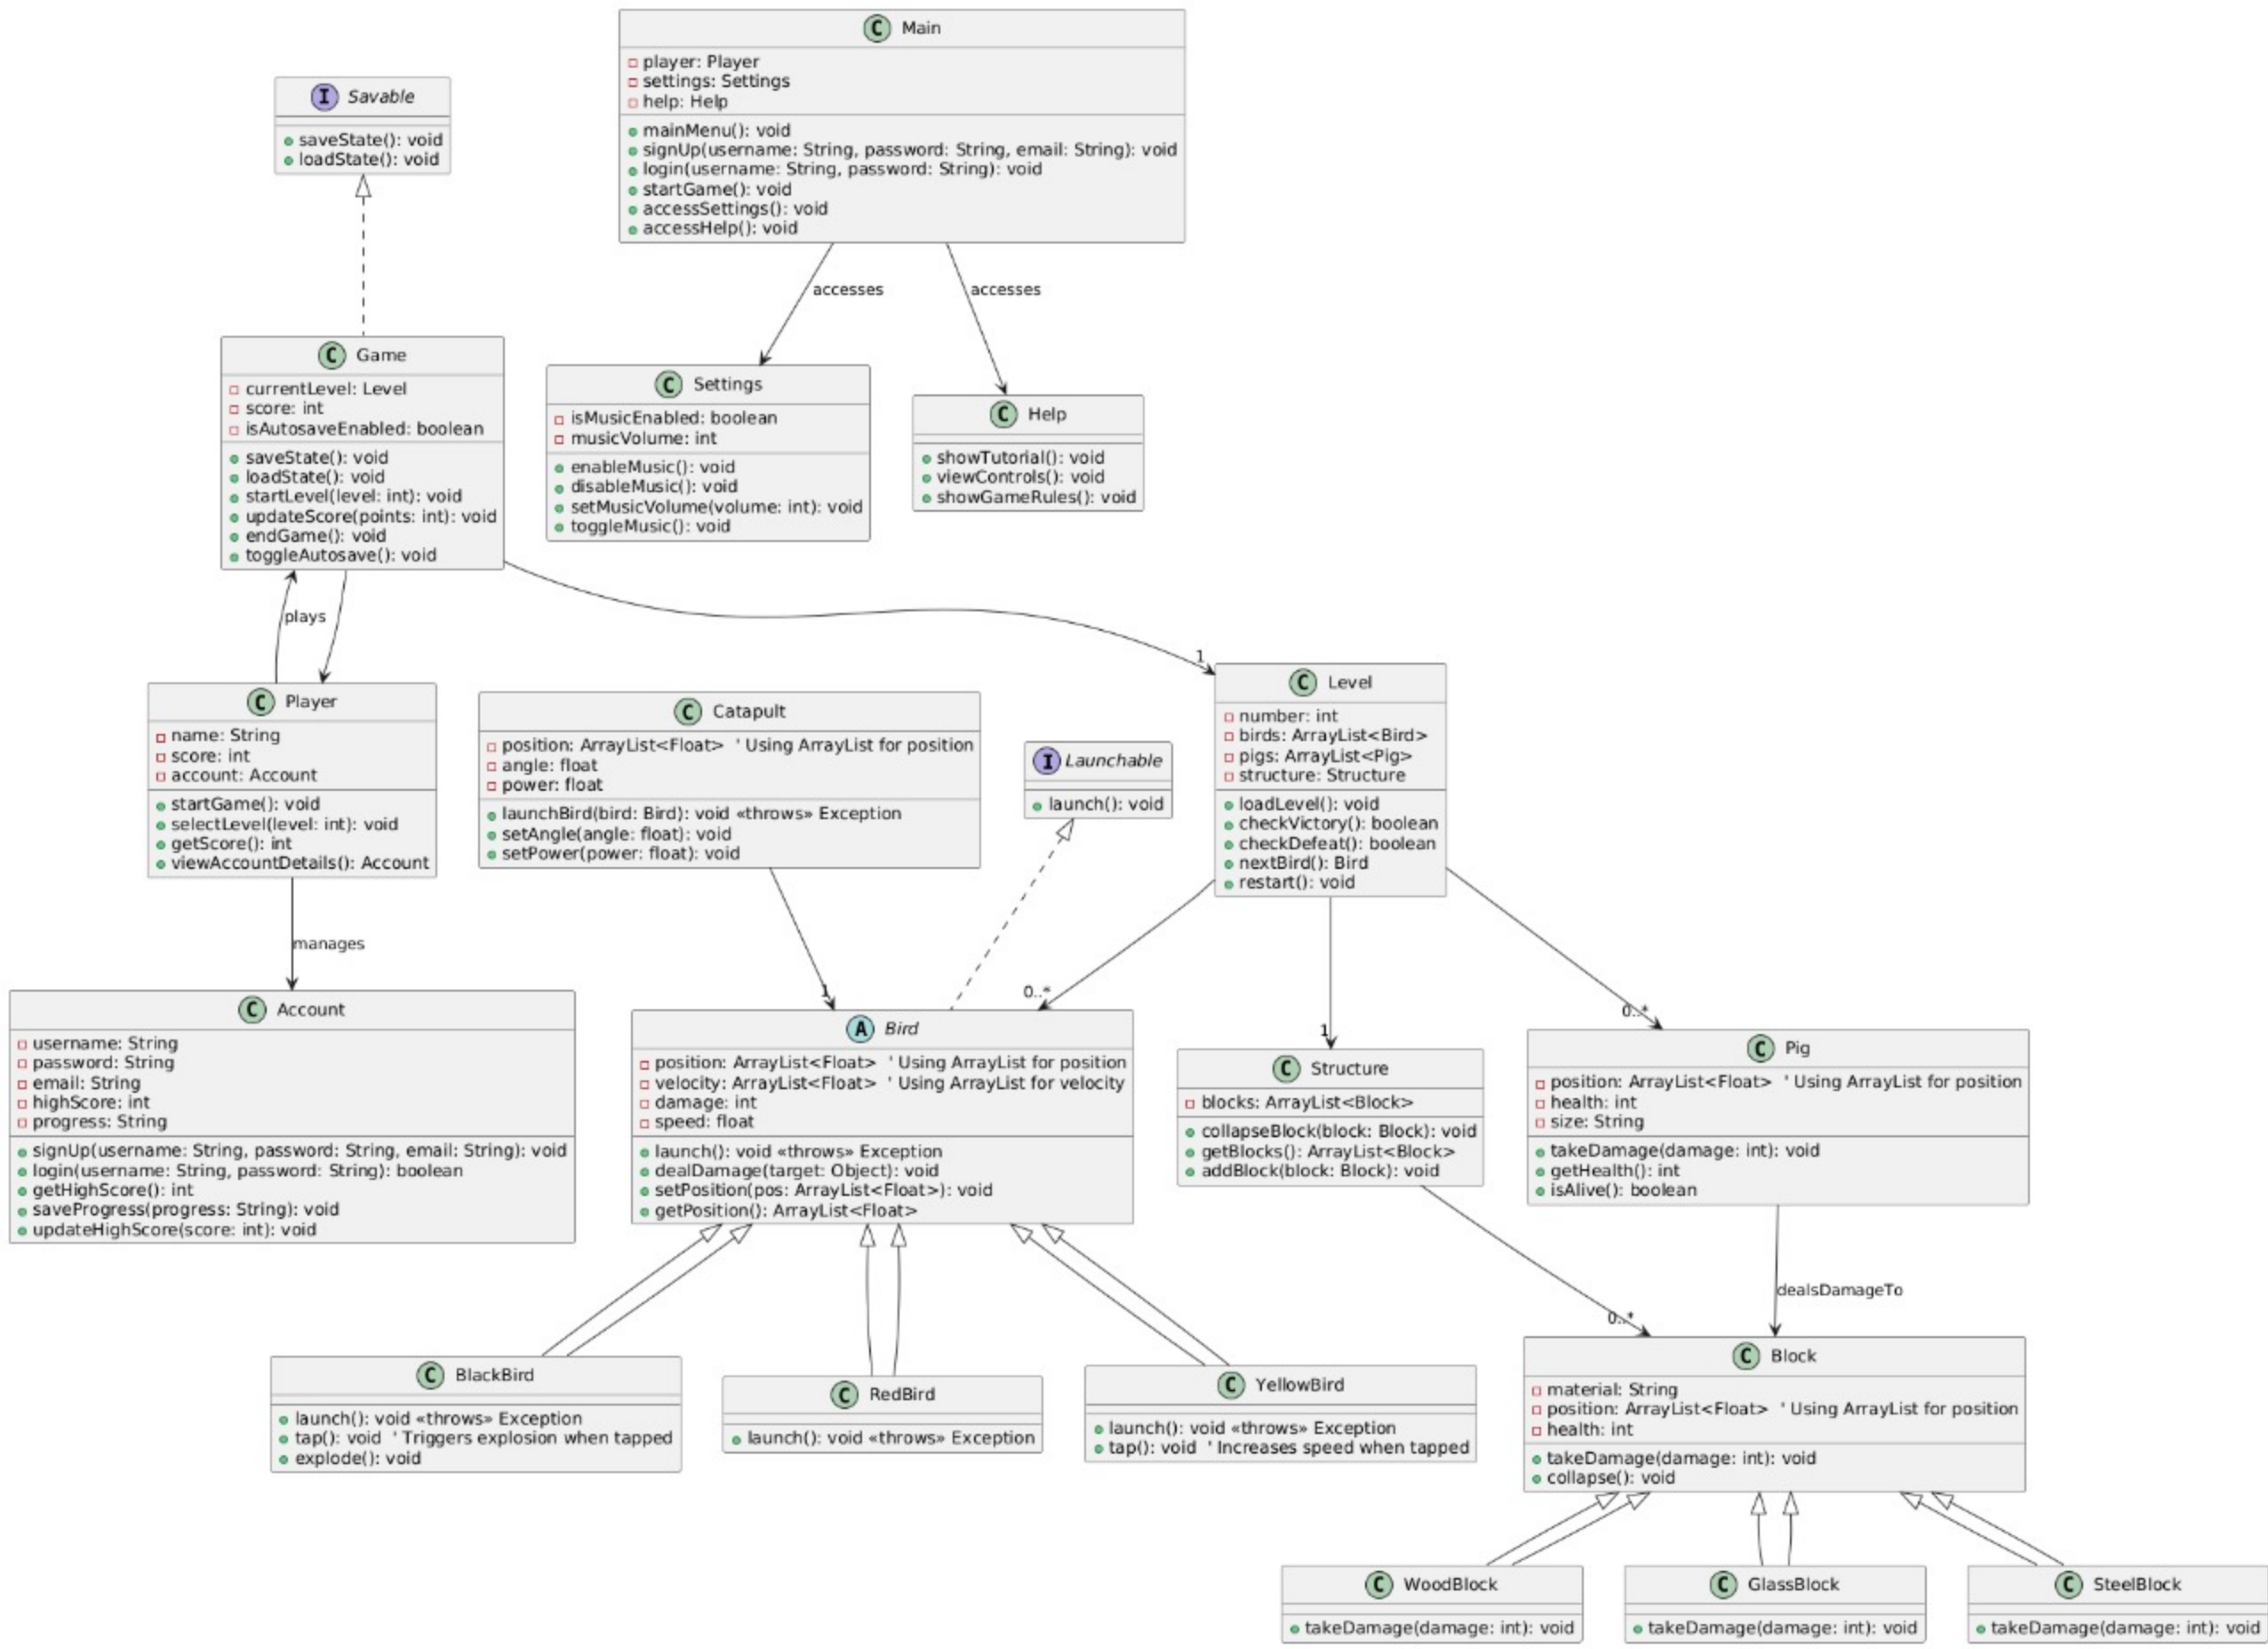 Main
player: Player
settings: Settings
help: Help
mainMenu(): void
signUp(username: String, password: String, email: String): void
login(username: String, password: String): void
startGame(): void
accessSettings(): void
accessHelp(): void
I Savable
saveState(): void
loadState(): void
accesses
accesses
C Game
currentLevel: Level
score: int
isAutosaveEnabled: boolean
saveState(): void
loadState(): void
startLevel(level: int): void
updateScore(points: int): void
endGame(): void
toggleAutosave(): void
C Settings
isMusicEnabled: boolean
musicVolume: int
enableMusic(): void
disableMusic(): void
setMusicVolume(volume: int): void
toggleMusic(): void
C Help
showTutorial(): void
viewControls(): void
showGameRules(): void
plays
1
C Player
name: String
score: int
account: Account
startGame(): void
selectLevel(level: int): void
getScore(): int
viewAccountDetails(): Account
C Catapult
position: ArrayList<Float> ' Using ArrayList for position
angle: float
power: float
launchBird(bird: Bird): void «throws» Exception
setAngle(angle: float): void
setPower(power: float): void
I Launchable
launch(): void
C Level
number: int
birds: ArrayList<Bird>
pigs: ArrayList<Pig>
structure: Structure
loadLevel(): void
checkVictory(): boolean
checkDefeat(): boolean
nextBird(): Bird
restart(): void
manages
1
0..*
1
0..*
C Account
username: String
password: String
email: String
highScore: int
progress: String
signUp(username: String, password: String, email: String): void
login(username: String, password: String): boolean
getHighScore(): int
saveProgress(progress: String): void
updateHighScore(score: int): void
A Bird
position: ArrayList<Float> ' Using ArrayList for position
velocity: ArrayList<Float> ' Using ArrayList for velocity
damage: int
speed: float
launch(): void «throws» Exception
dealDamage(target: Object): void
setPosition(pos: ArrayList<Float>): void
getPosition(): ArrayList<Float>
C Structure
blocks: ArrayList<Block>
collapseBlock(block: Block): void
getBlocks(): ArrayList<Block>
addBlock(block: Block): void
C Pig
position: ArrayList<Float> ' Using ArrayList for position
health: int
size: String
takeDamage(damage: int): void
getHealth(): int
isAlive(): boolean
dealsDamageTo
0..*
C BlackBird
launch(): void «throws» Exception
tap(): void ' Triggers explosion when tapped
explode(): void
C RedBird
launch(): void «throws» Exception
C YellowBird
launch(): void «throws» Exception
tap(): void ' Increases speed when tapped
C Block
material: String
position: ArrayList<Float> ' Using ArrayList for position
health: int
takeDamage(damage: int): void
collapse(): void
C WoodBlock
takeDamage(damage: int): void
C GlassBlock
takeDamage(damage: int): void
C SteelBlock
takeDamage(damage: int): void